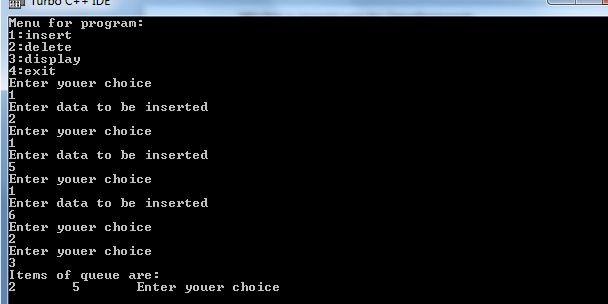 Turbo C++ IDE
Menu for program:
1:insert
2:delete
3:display
4:exit
Enter youer choice
1
Enter data to be inserted
2
Enter youer choice
1
Enter data to be inserted
5
Enter youer choice
1
Enter data to be inserted
6
Enter youer choice
2
Enter youer choice
3
Items of queue are:
2 5 Enter youer choice